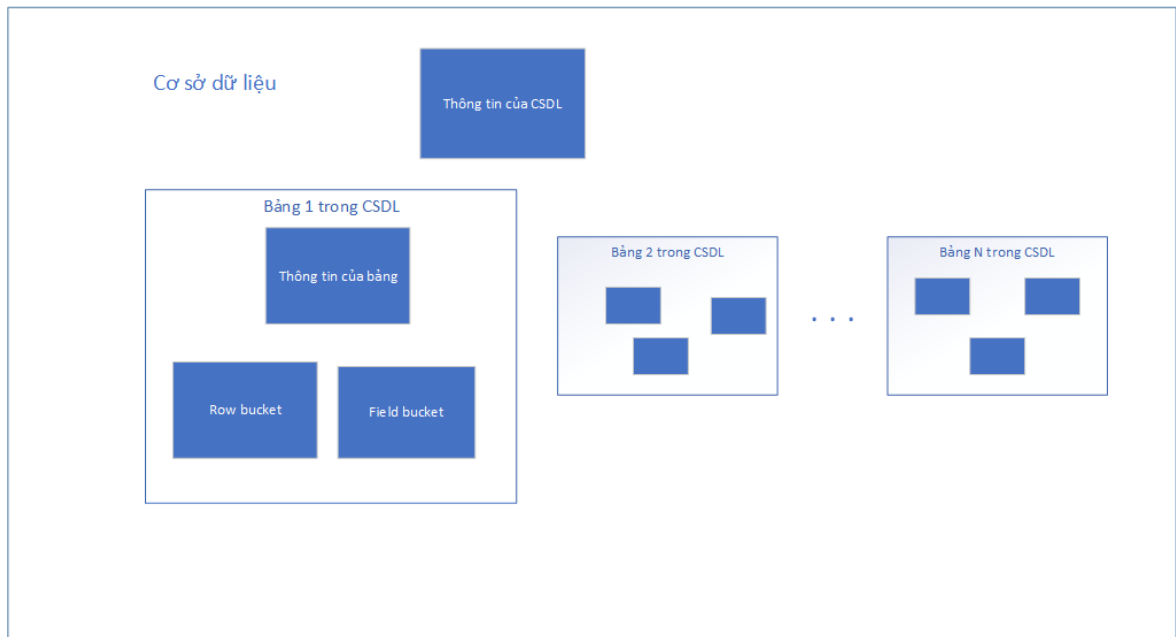 Cơ sở dữ liệu
Thông tin của CSDL
Bảng 1 trong CSDL
Thông tin của bảng
Row bucket
Field bucket
Bảng 2 trong CSDL
. . .
Bảng N trong CSDL